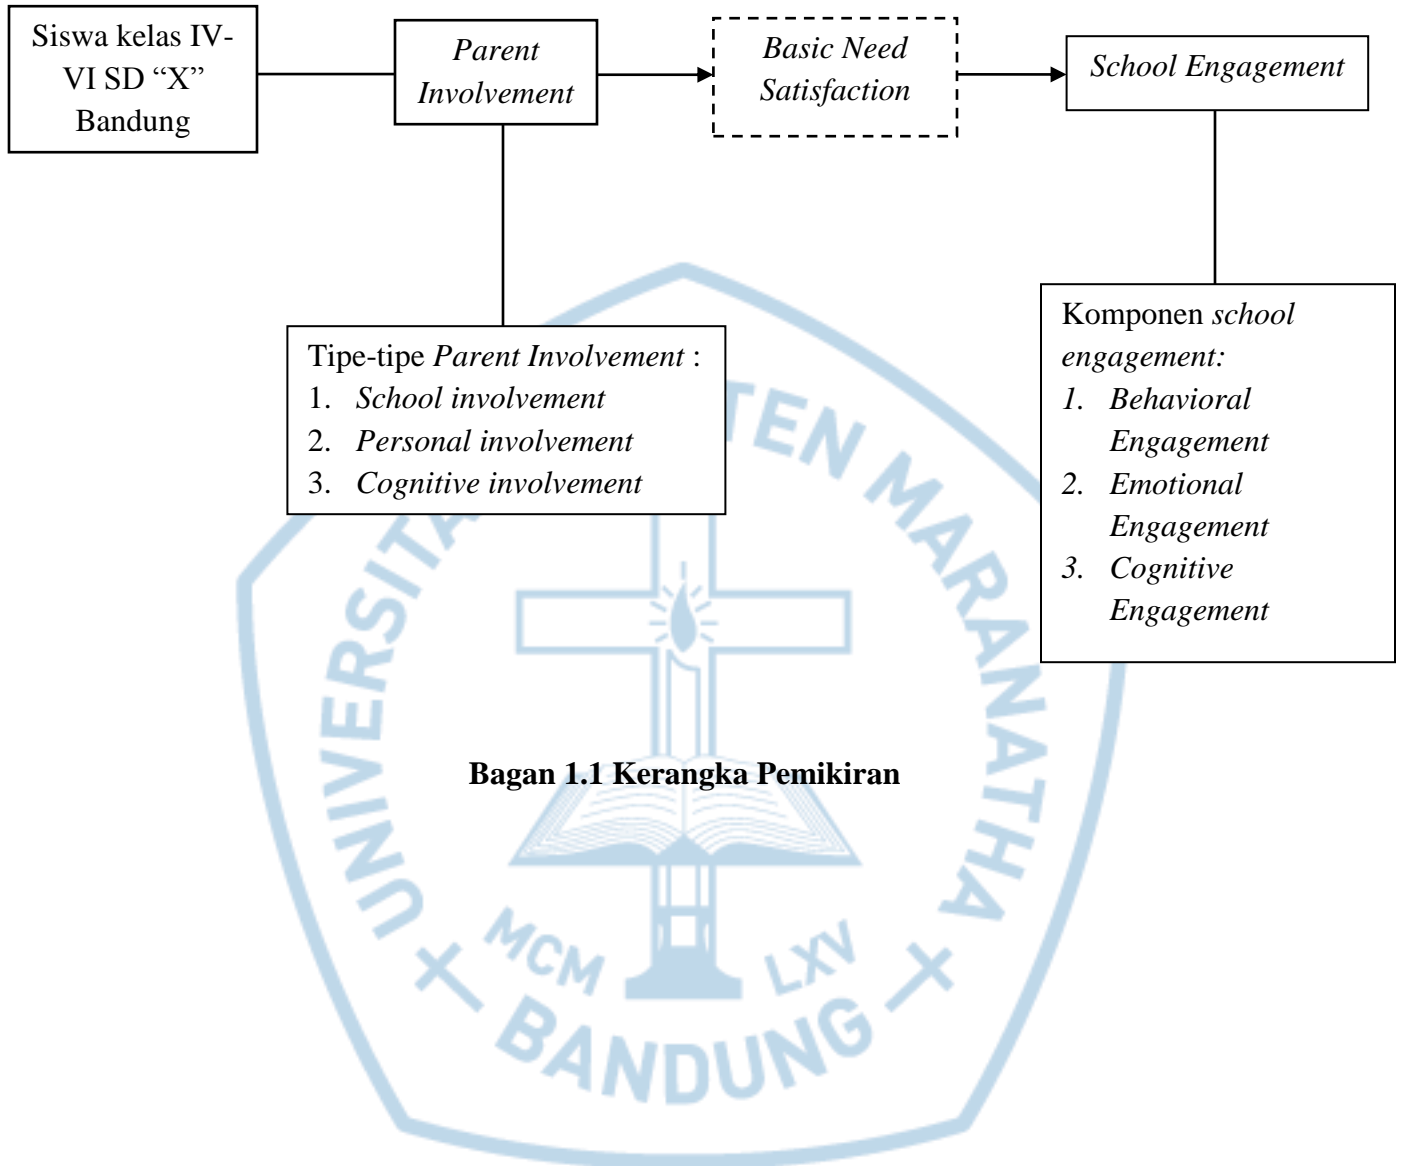 Siswa kelas IV-
VI SD “X”
Bandung
Parent
Involvement
Basic Need
Satisfaction
School Engagement
Tipe-tipe Parent Involvement :
1. School involvement
2. Personal involvement
3. Cognitive involvement
Komponen school
engagement:
1. Behavioral
Engagement
2. Emotional
Engagement
3. Cognitive
Engagement
Bagan 1.1 Kerangka Pemikiran
UNIVERSITA TEN MARANATHA
MCM LXV
BANDUNG